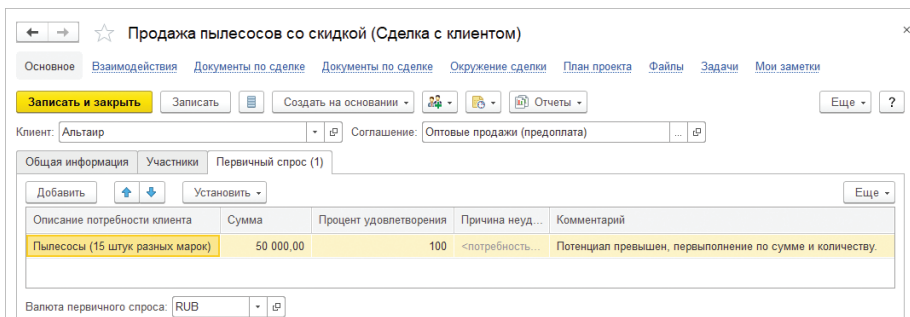 Продажа пылесосов со скидкой (Сделка с клиентом)
Основное Взаимодействия Документы по сделке Документы по сделке Окружение сделки План проекта Файлы Задачи Мои заметки
Записать и закрыть Записать Создать на основании Отчеты Еще ?
Клиент: Альтаир Соглашение: Оптовые продажи (предоплата) ...
Общая информация Участники Первичный спрос (1)
Добавить Установить Еще
Описание потребности клиента Сумма Процент удовлетворения Причина неуд... Комментарий
Пылесосы (15 штук разных марок) 50 000,00 100 <потребность... Потенциал превышен, первыполнение по сумме и количеству.
Валюта первичного спроса: RUB